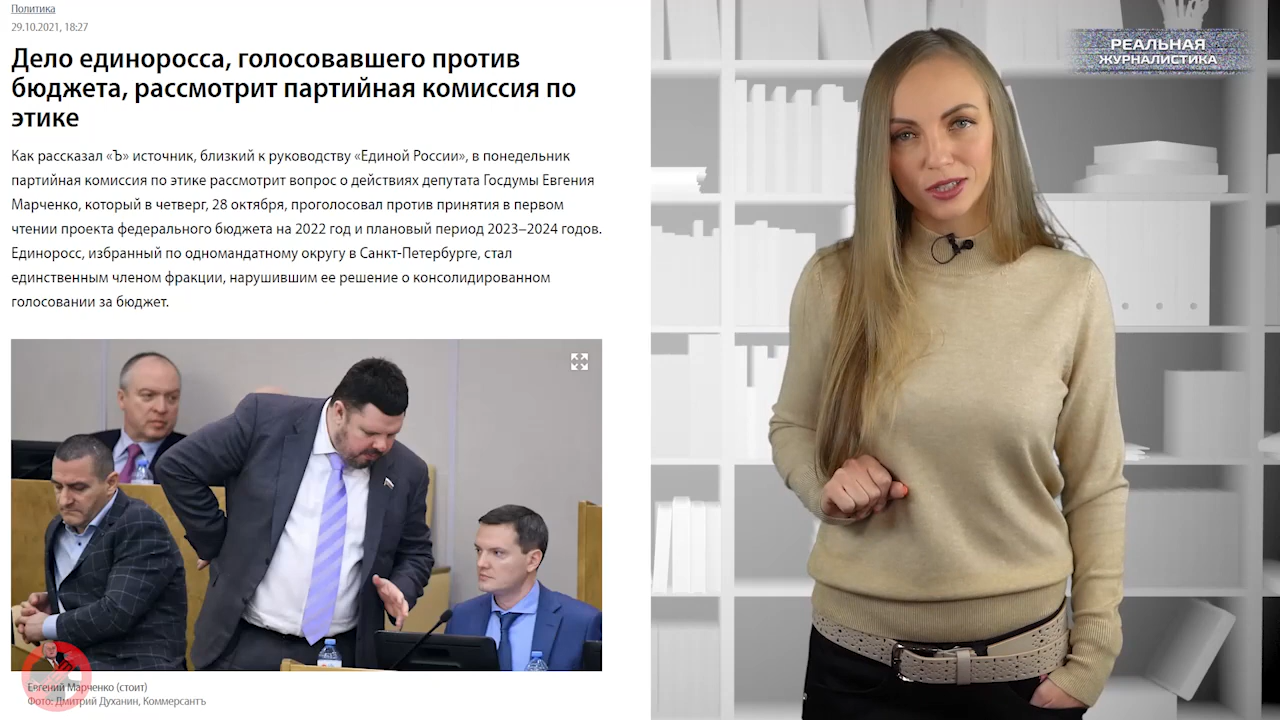 Политика
29.10.2021, 18:27
Дело единоросса, голосовавшего против
бюджета, рассмотрит партийная комиссия по
этике
Как рассказал «Ъ» источник, близкий к руководству «Единой России», в понедельник
партийная комиссия по этике рассмотрит вопрос о действиях депутата Госдумы Евгения
Марченко, который в четверг, 28 октября, проголосовал против принятия в первом
чтении проекта федерального бюджета на 2022 год и плановый период 2023–2024 годов.
Единоросс, избранный по одномандатному округу в Санкт-Петербурге, стал
единственным членом фракции, нарушившим ее решение о консолидированном
голосовании за бюджет.
Евгений Марченко (стоит)
Фото: Дмитрий Духанин, Коммерсантъ
РЕАЛЬНАЯ
ЖУРНАЛИСТИКА